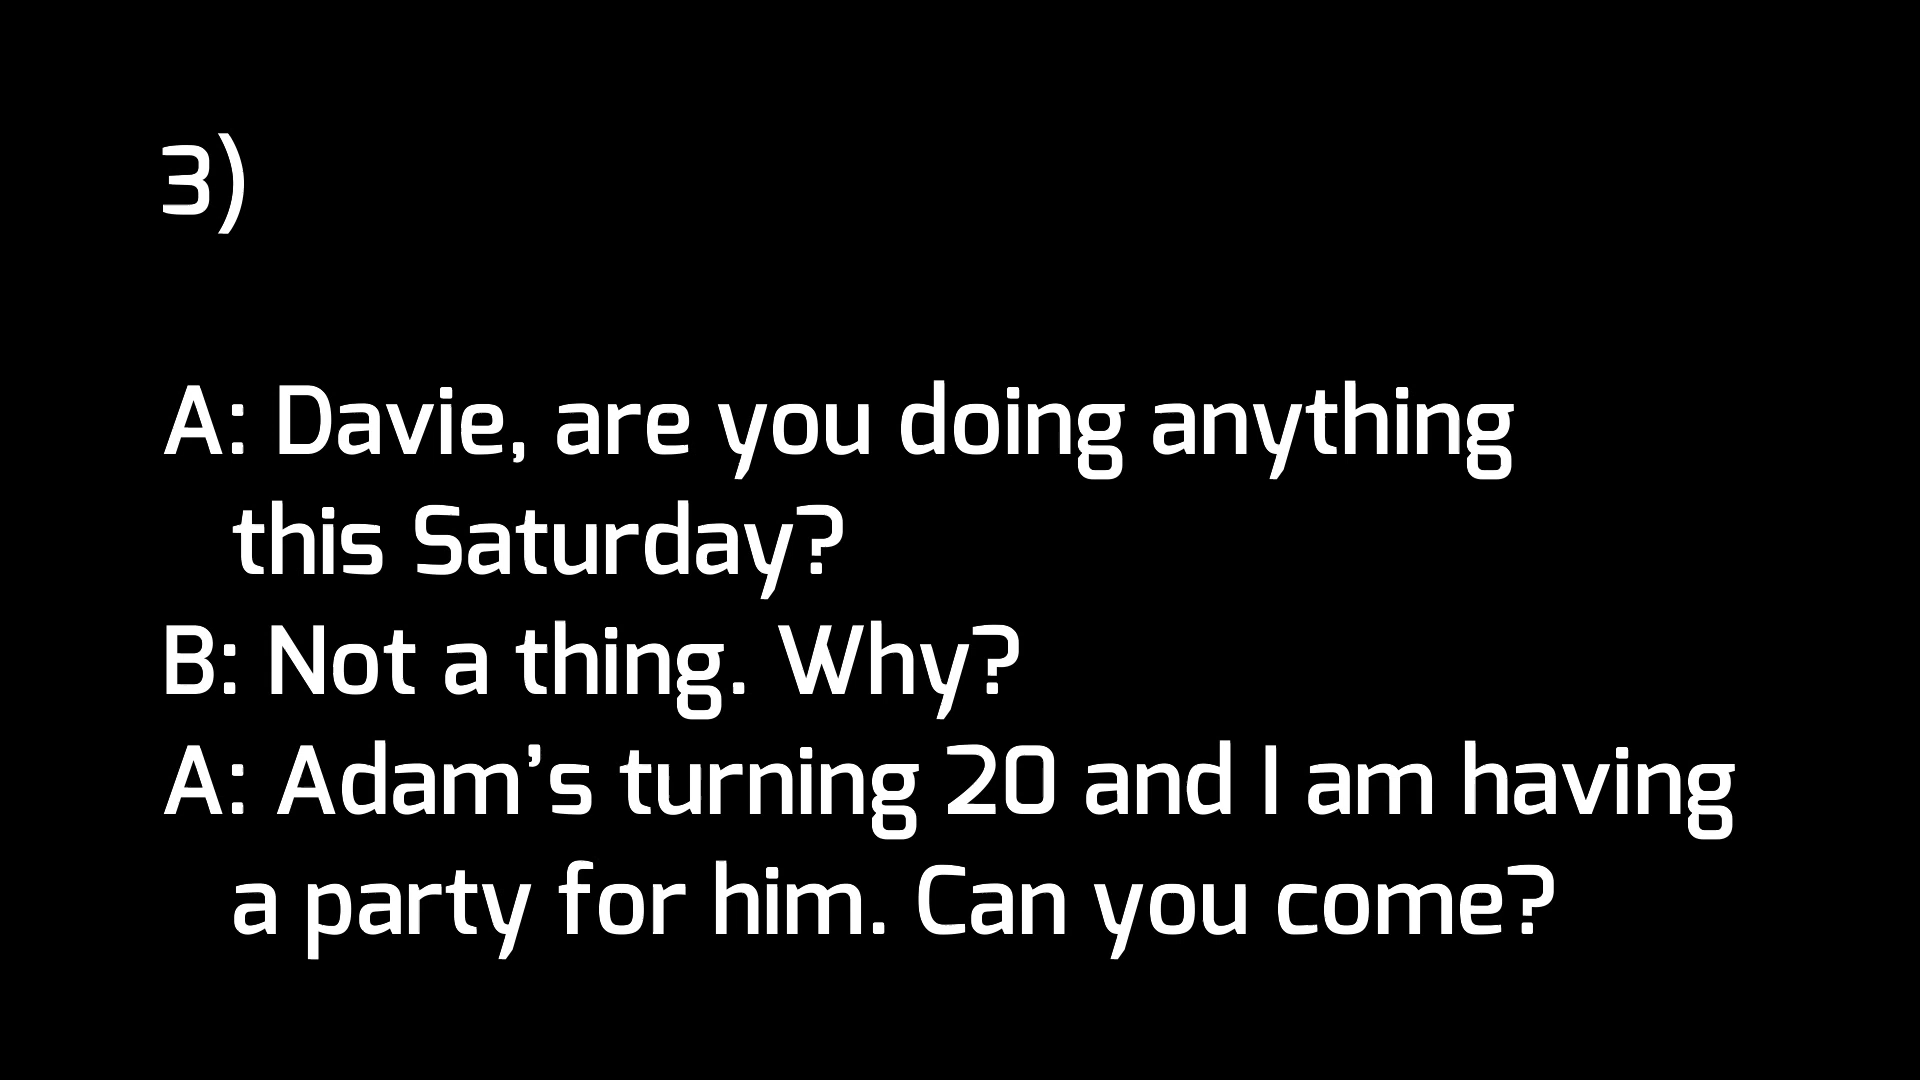 3)
A: Davie, are you doing anything
this Saturday?
B: Not a thing. Why?
A: Adam’s turning 20 and I am having
a party for him. Can you come?